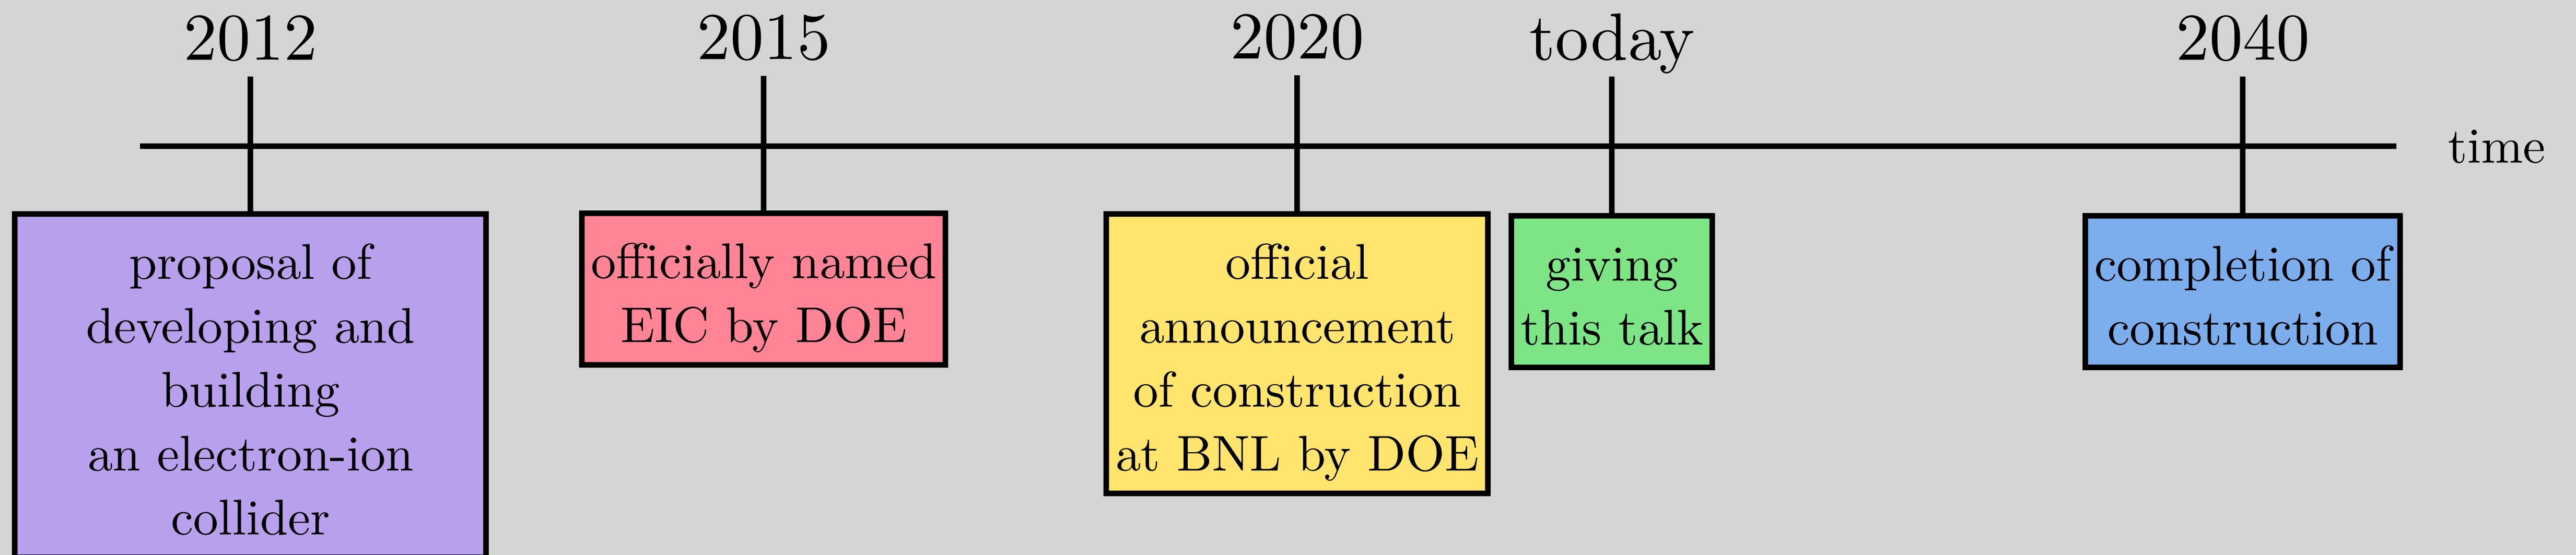 2012
2015
2020
today
2040
time
proposal of
developing and
building
an electron-ion
collider
officially named
EIC by DOE
official
announcement
of construction
at BNL by DOE
giving
this talk
completion of
construction